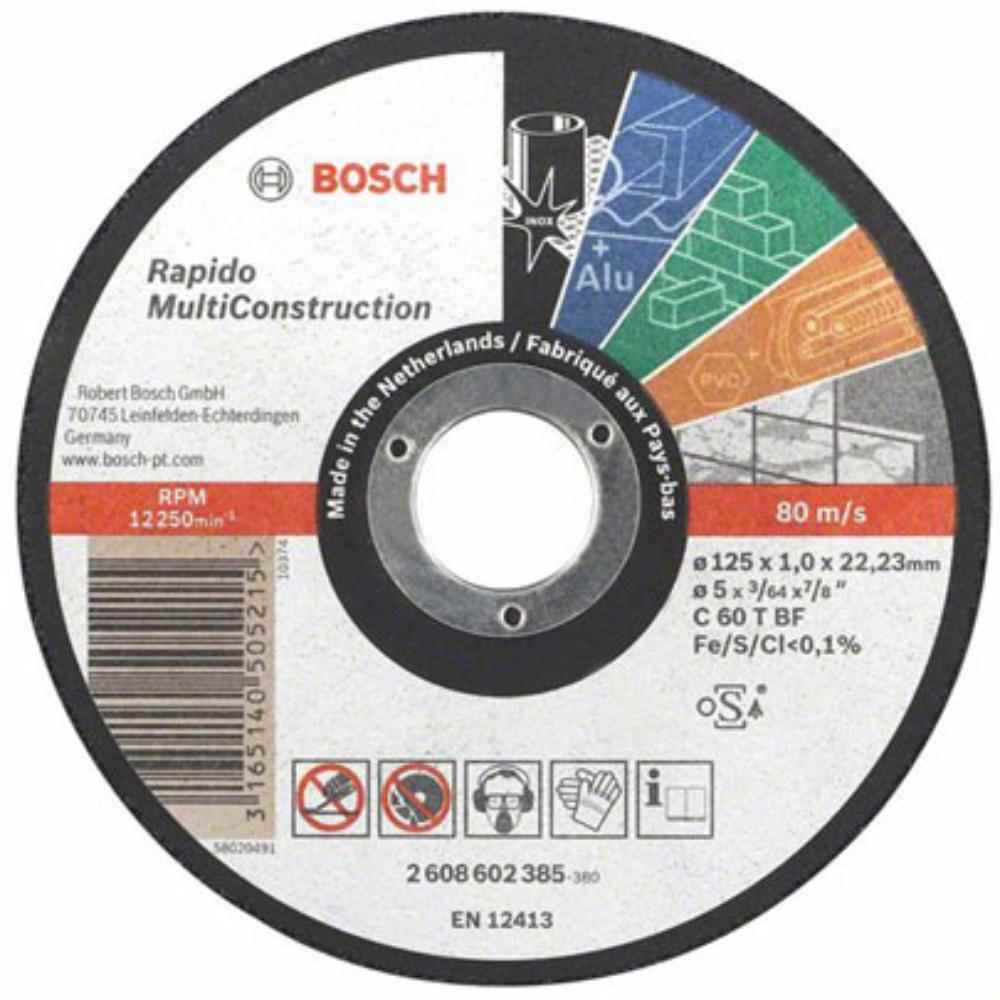 BOSCH
Rapido
MultiConstruction
INOX
+
Alu
PVC
+
Made in the Netherlands / Fabriqué aux Pays-bas
Robert Bosch GmbH
70745 Leinfelden-Echterdingen
Germany
www.bosch-pt.com
RPM
12250min-1
80 m/s
ø 125 x 1,0 x 22,23mm
ø 5 x 3/64 x 7/8 "
C 60 T BF
Fe/S/Cl<0,1%
oSA®
10374
3 165140 505215 >
58020491
i
2 608 602 385-380
EN 12413